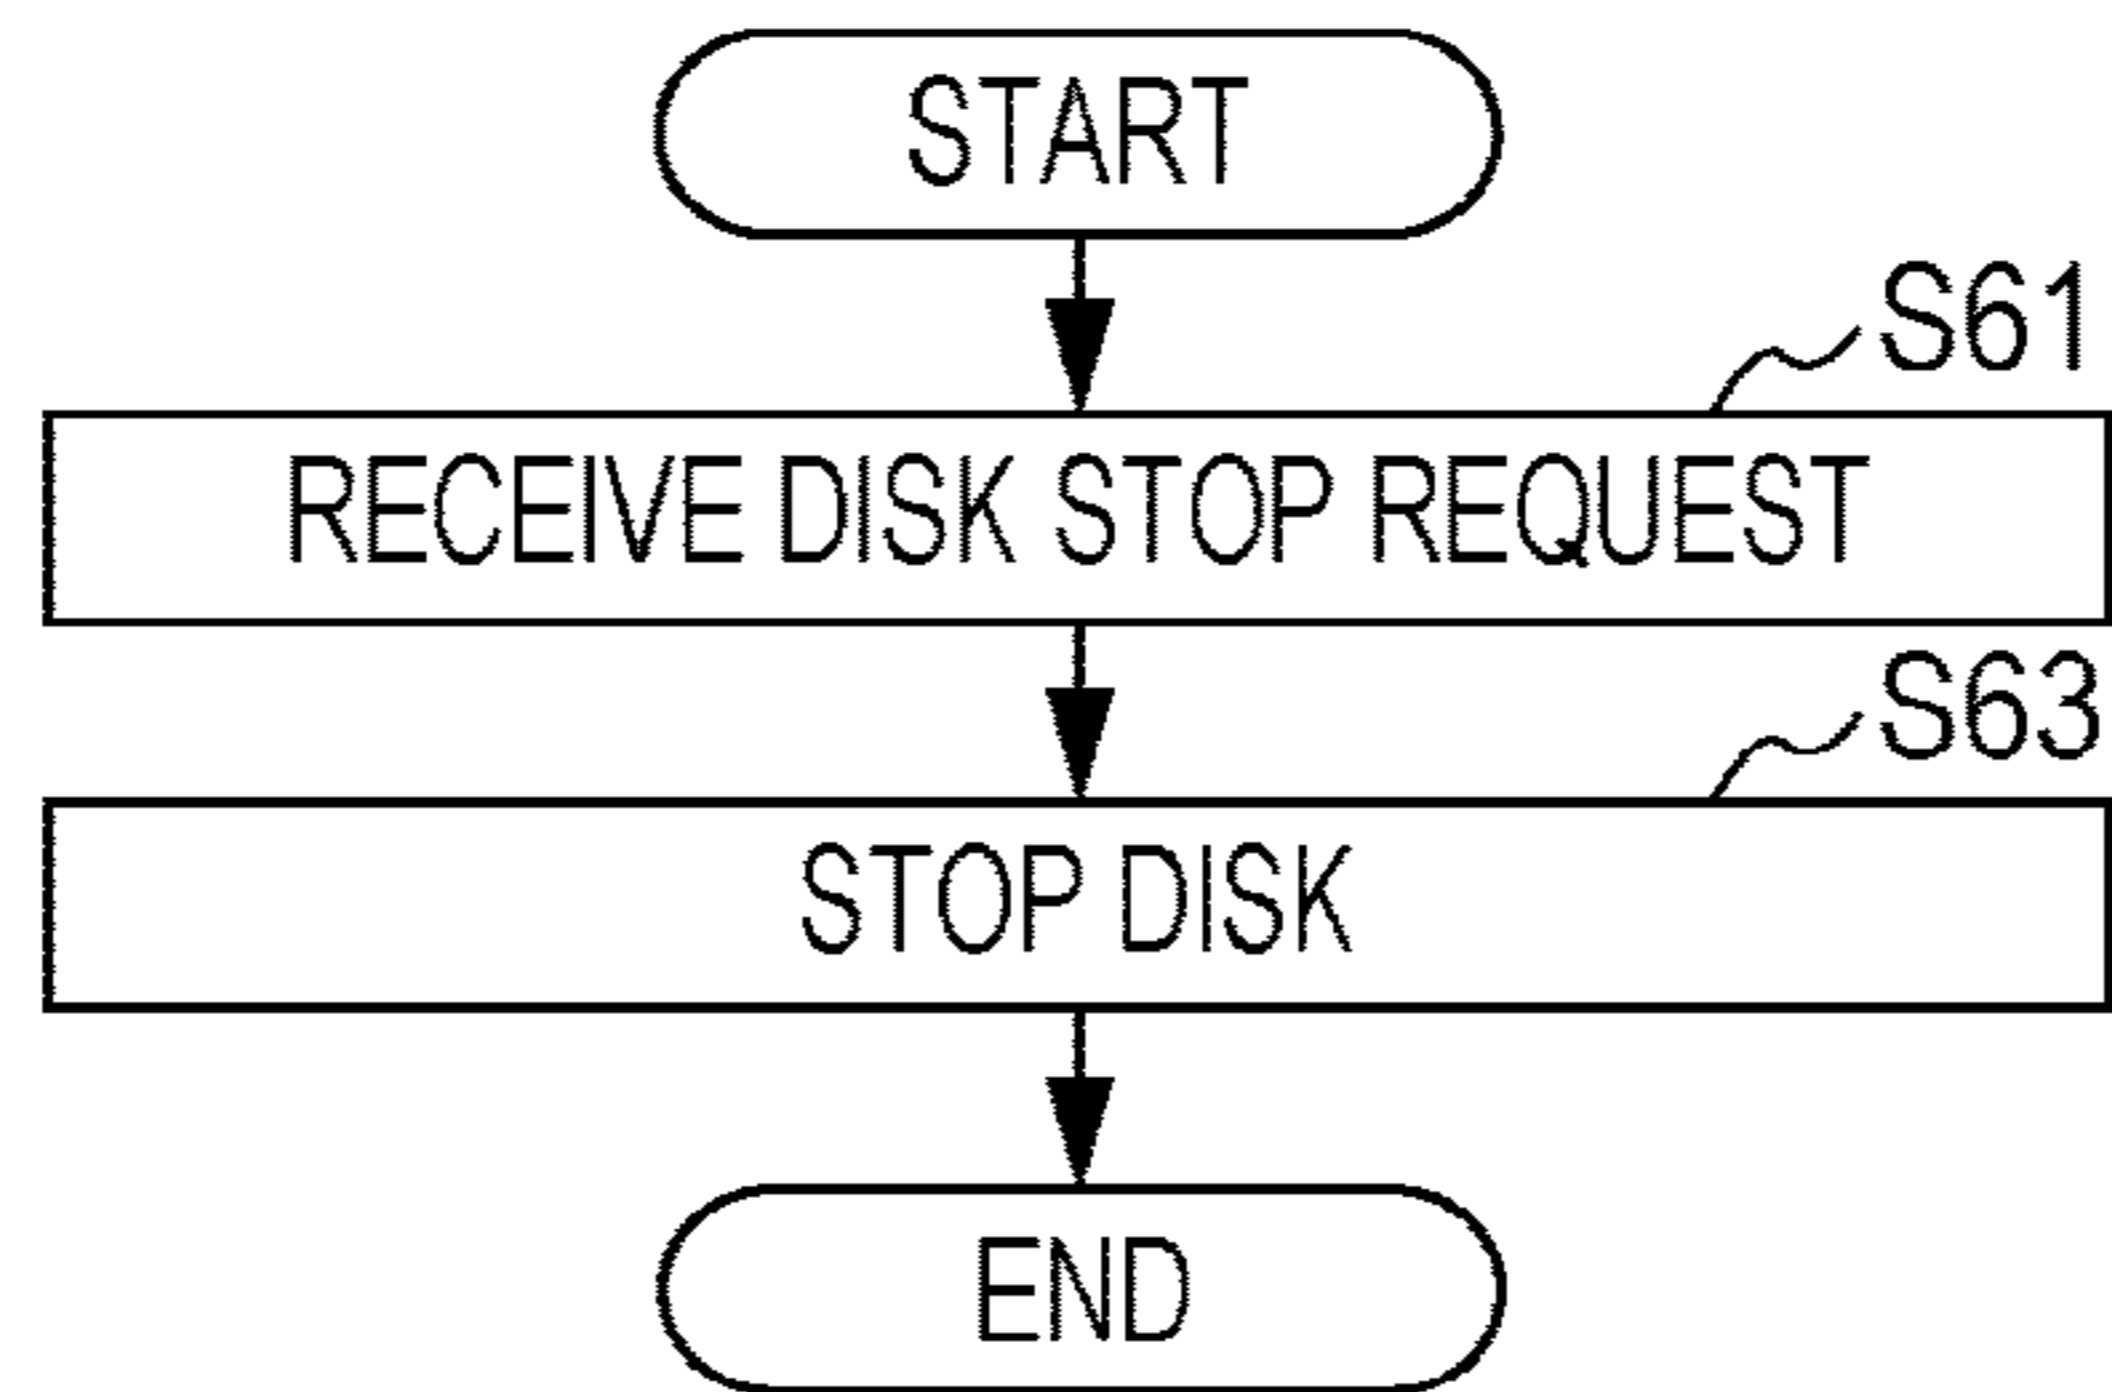 START
S61
RECEIVE DISK STOP REQUEST
S63
STOP DISK
END